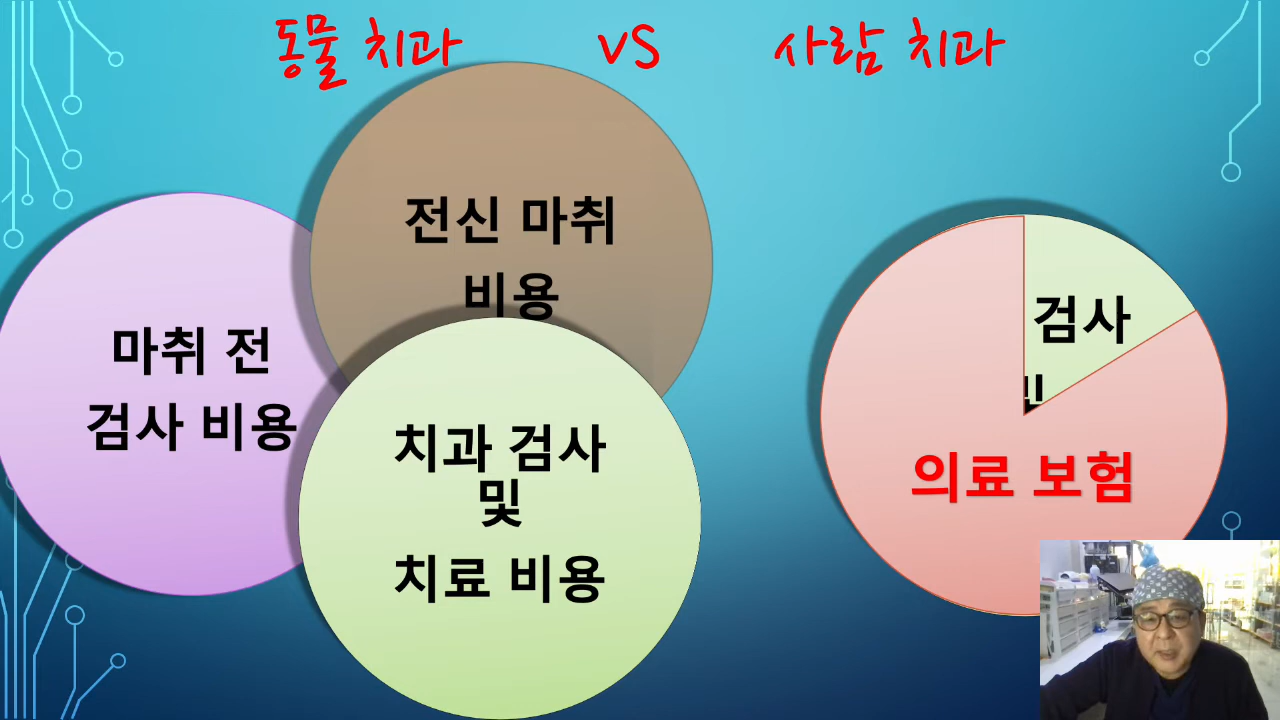 동물 치과 VS 사람 치과
전신 마취
비용
마취 전
검사 비용
치과 검사
및
치료 비용
검사
의료 보험